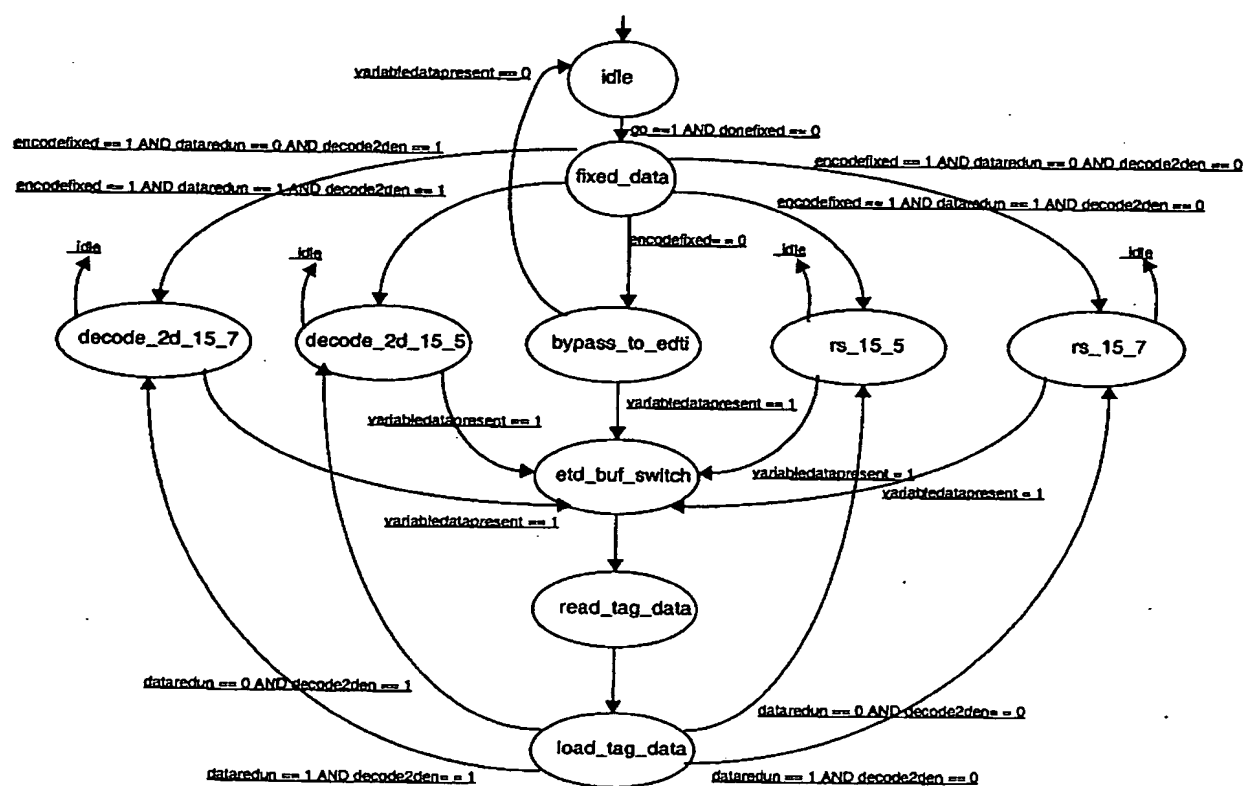 idle
variabledatapresent == 0
go ==1 AND donefixed == 0
encodefixed == 1 AND dataredun == 0 AND decode2den == 1
encodefixed == 1 AND dataredun == 0 AND decode2den == 0
fixed_data
encodefixed == 1 AND dataredun == 1 AND decode2den == 1
encodefixed == 1 AND dataredun == 1 AND decode2den == 0
encodefixed= = 0
_idle
_idle
_idle
_idle
decode_2d_15_7
decode_2d_15_5
bypass_to_edti
rs_15_5
rs_15_7
variabledatapresent == 1
variabledatapresent == 1
etd_buf_switch
variabledatapresent = 1
variabledatapresent = 1
variabledatapresent == 1
read_tag_data
dataredun == 0 AND decode2den == 1
dataredun == 0 AND decode2den= = 0
load_tag_data
dataredun == 1 AND decode2den= = 1
dataredun == 1 AND decode2den == 0